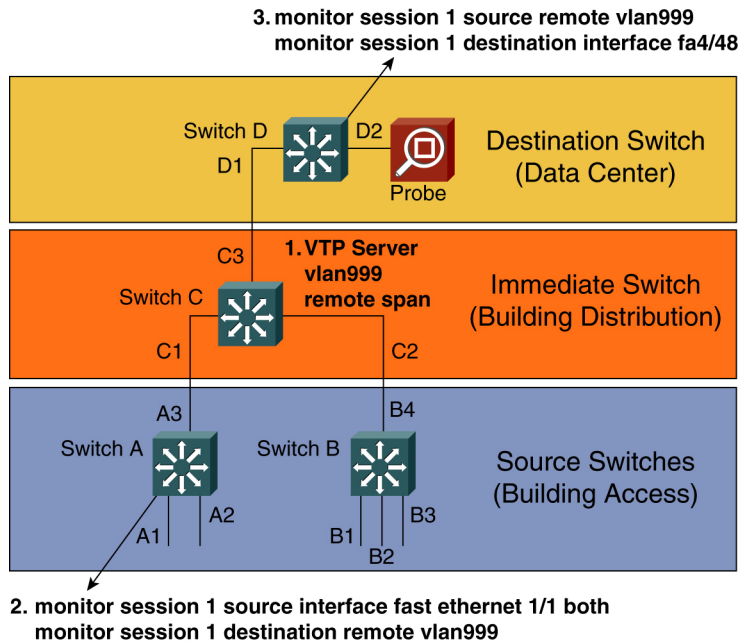 3. monitor session 1 source remote vlan999
monitor session 1 destination interface fa4/48
Switch D
D2
D1
Probe
Destination Switch
(Data Center)
C3
1. VTP Server
vlan999
remote span
Switch C
C1
C2
Immediate Switch
(Building Distribution)
A3
B4
Switch A
Switch B
A1
A2
B1
B2
B3
Source Switches
(Building Access)
2. monitor session 1 source interface fast ethernet 1/1 both
monitor session 1 destination remote vlan999